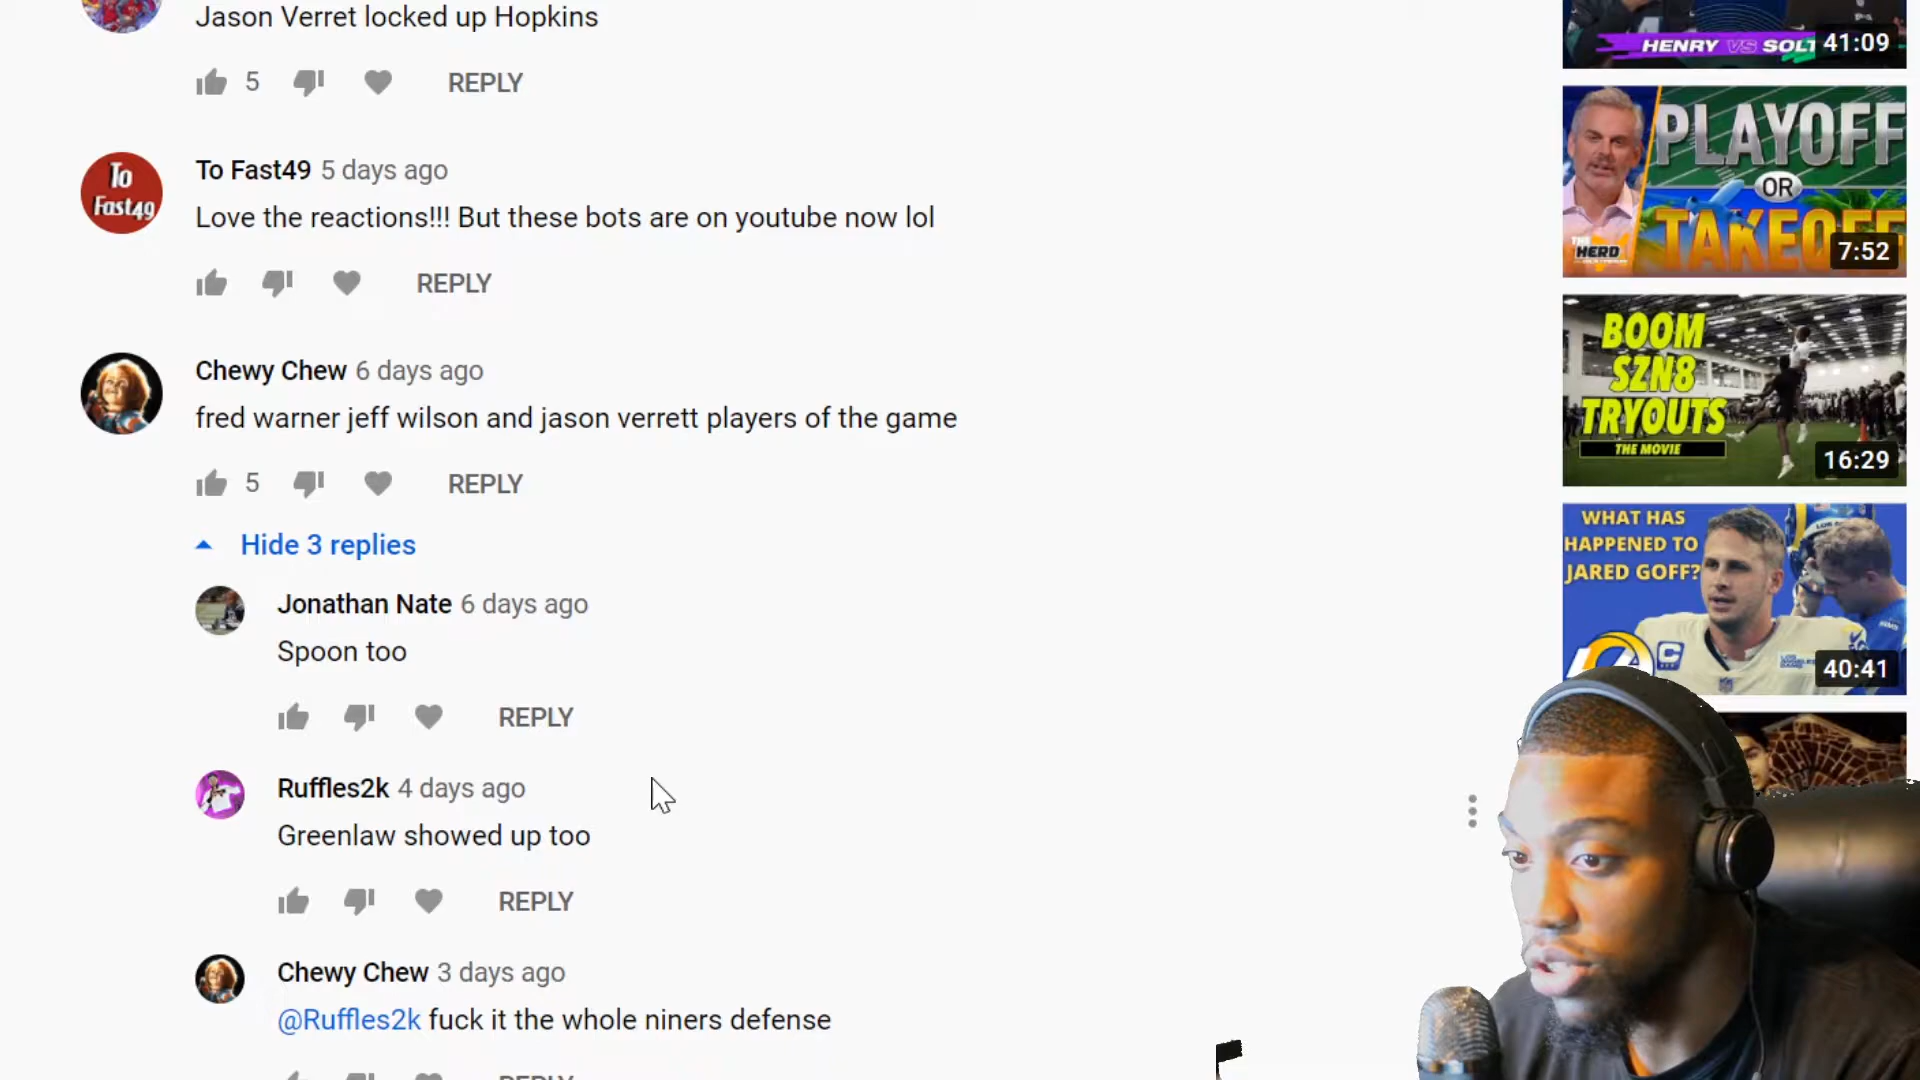 Jason Verret locked up Hopkins
5
REPLY
To Fast49 5 days ago
Love the reactions!!! But these bots are on youtube now lol
REPLY
Chewy Chew 6 days ago
fred warner jeff wilson and jason verrett players of the game
5
REPLY
Hide 3 replies
Jonathan Nate 6 days ago
Spoon too
REPLY
Ruffles2k 4 days ago
Greenlaw showed up too
REPLY
Chewy Chew 3 days ago
@Ruffles2k fuck it the whole niners defense
To
Fast49
HENRY VS
41:09
PLAYOFF
OR
TAKEOFF
THE
HERD
7:52
BOOM
SZN8
TRYOUTS
THE MOVIE
16:29
WHAT HAS
HAPPENED TO
JARED GOFF?
C
40:41